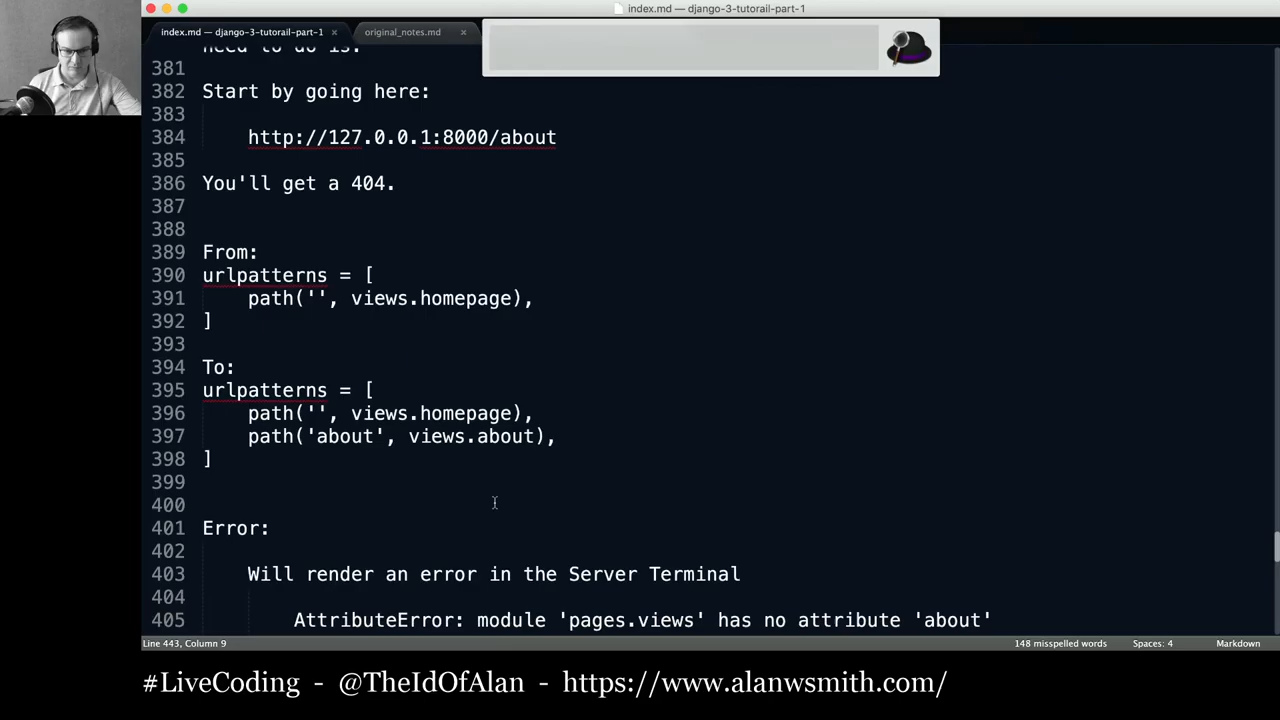 index.md — django-3-tutorail-part-1
index.md — django-3-tutorail-part-1 ×
original_notes.md ×
need to do is.
381
382 Start by going here:
383
384 http://127.0.0.1:8000/about
385
386 You'll get a 404.
387
388
389 From:
390 urlpatterns = [
391 path('', views.homepage),
392 ]
393
394 To:
395 urlpatterns = [
396 path('', views.homepage),
397 path('about', views.about),
398 ]
399
400
401 Error:
402
403 Will render an error in the Server Terminal
404
405 AttributeError: module 'pages.views' has no attribute 'about'
Line 443, Column 9 148 misspelled words Spaces: 4 Markdown
#LiveCoding - @TheIdOfAlan - https://www.alanwsmith.com/